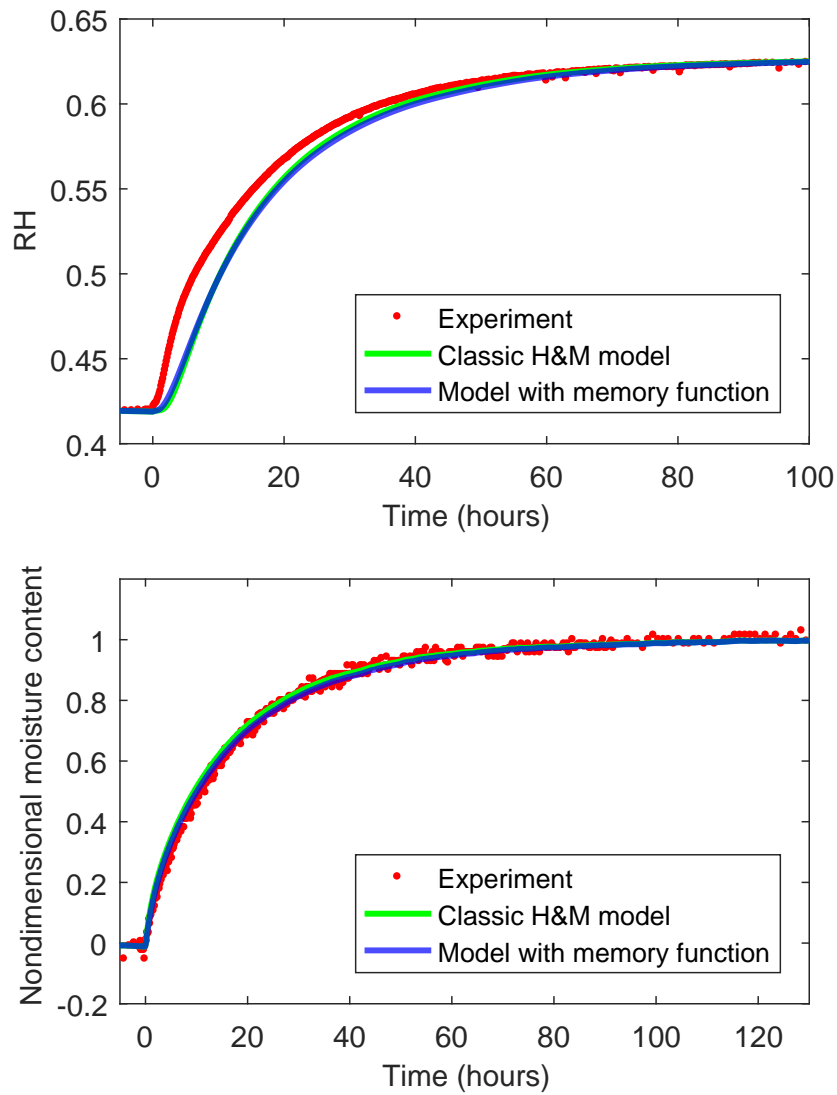 0.65
0.6
0.55
0.5
0.45
0.4
RH
0 20 40 60 80 100
Time (hours)
Experiment
Classic H&M model
Model with memory function
1
0.8
0.6
0.4
0.2
0
-0.2
Nondimensional moisture content
0 20 40 60 80 100 120
Time (hours)
Experiment
Classic H&M model
Model with memory function